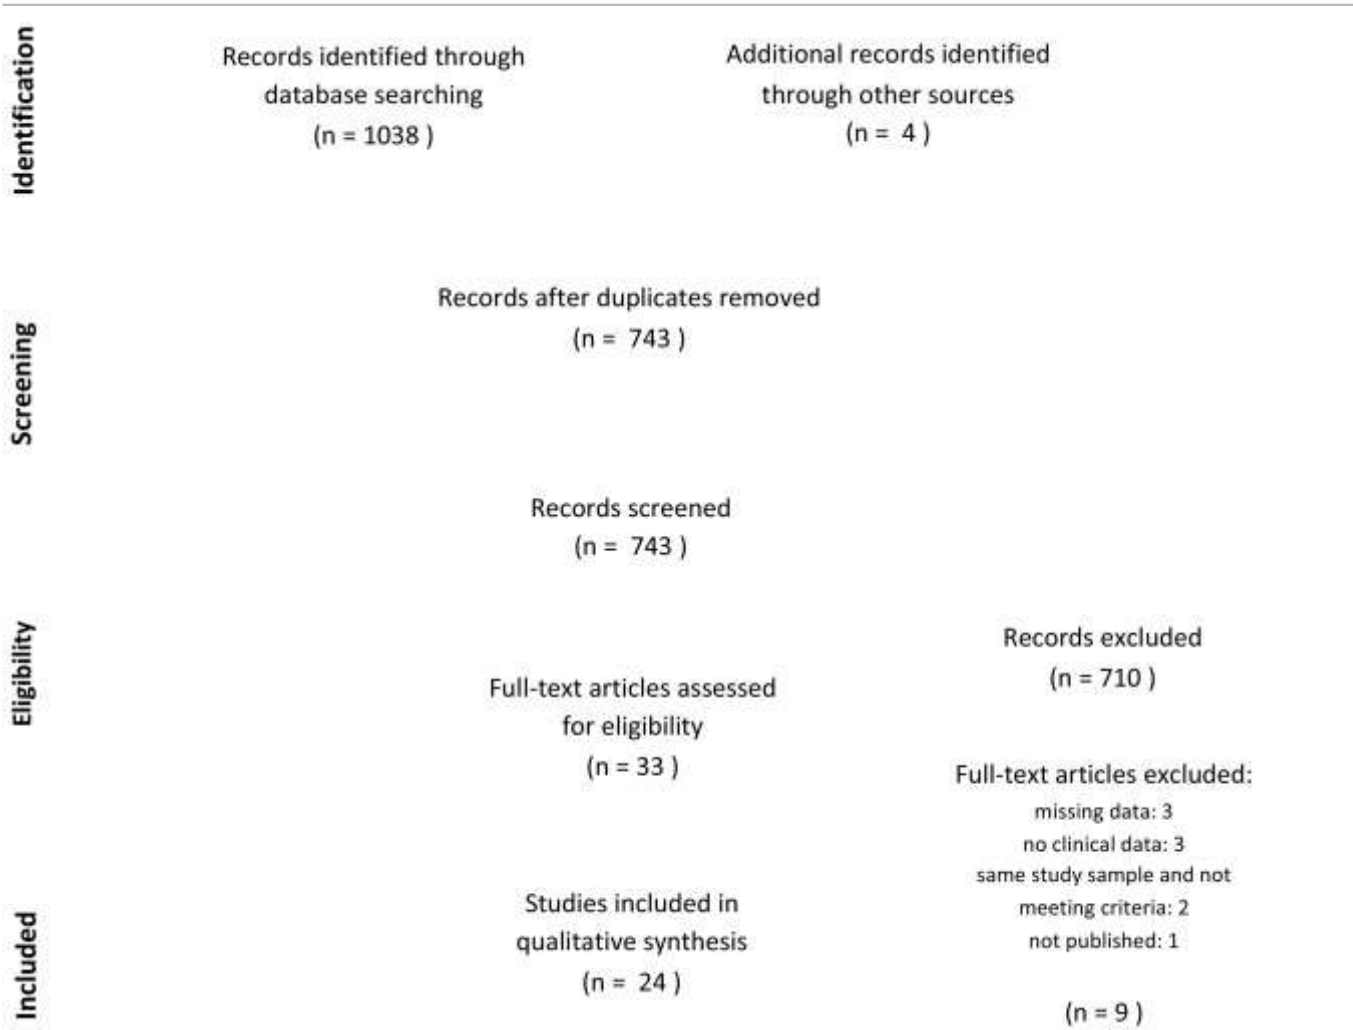 Identification
Records identified through
database searching
(n = 1038 )
Additional records identified
through other sources
(n = 4 )
Screening
Records after duplicates removed
(n = 743 )
Records screened
(n = 743 )
Eligibility
Records excluded
(n = 710 )
Full-text articles assessed
for eligibility
(n = 33 )
Full-text articles excluded:
missing data: 3
no clinical data: 3
same study sample and not
meeting criteria: 2
not published: 1
(n = 9 )
Included
Studies included in
qualitative synthesis
(n = 24 )